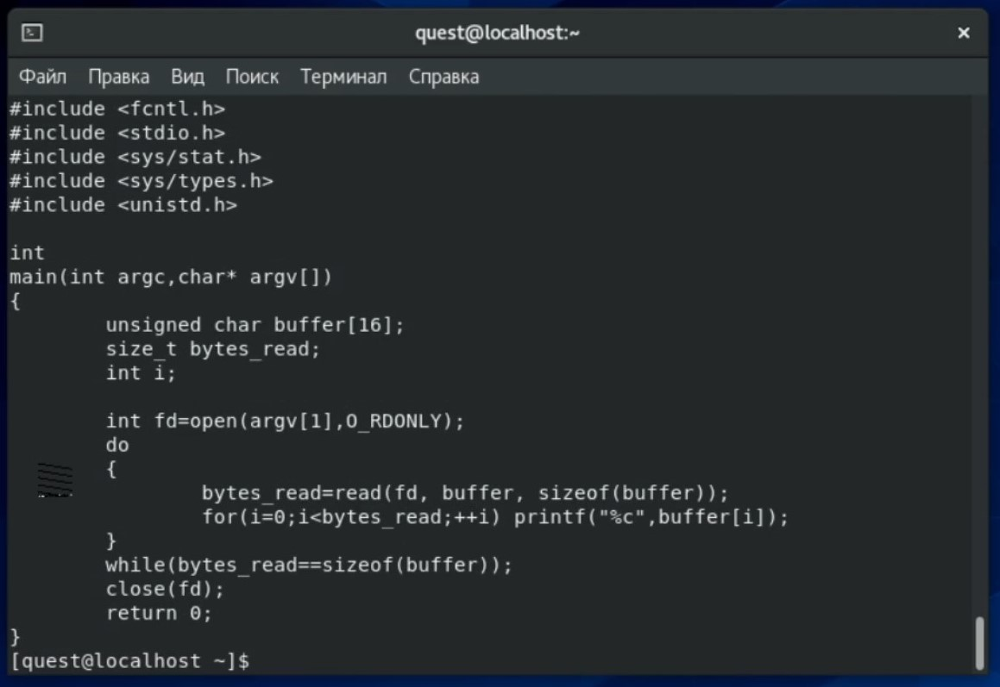 quest@localhost:~
Файл Правка Вид Поиск Терминал Справка
#include <fcntl.h>
#include <stdio.h>
#include <sys/stat.h>
#include <sys/types.h>
#include <unistd.h>
int
main(int argc,char* argv[])
{
unsigned char buffer[16];
size_t bytes_read;
int i;
int fd=open(argv[1],O_RDONLY);
do
{
bytes_read=read(fd, buffer, sizeof(buffer));
for(i=0;i<bytes_read;++i) printf("%c",buffer[i]);
}
while(bytes_read==sizeof(buffer));
close(fd);
return 0;
}
[quest@localhost ~]$